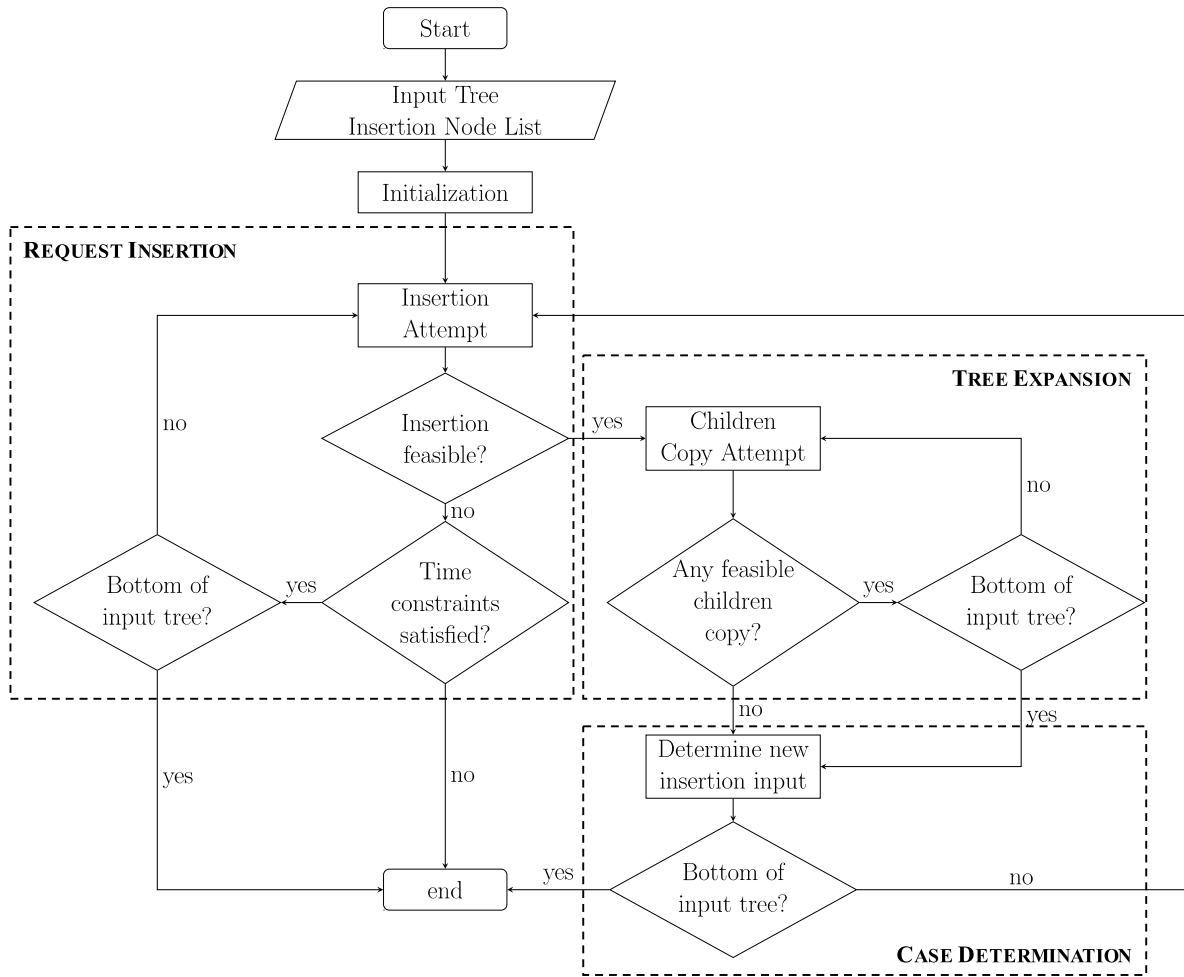 Start
Input Tree
Insertion Node List
Initialization
REQUEST INSERTION
Insertion
Attempt
TREE EXPANSION
no
Insertion
feasible?
yes
Children
Copy Attempt
no
no
Bottom of
input tree?
yes
Time
constraints
satisfied?
Any feasible
children
copy?
yes
Bottom of
input tree?
no
yes
yes
no
Determine new
insertion input
Bottom of
input tree?
yes
no
end
CASE DETERMINATION